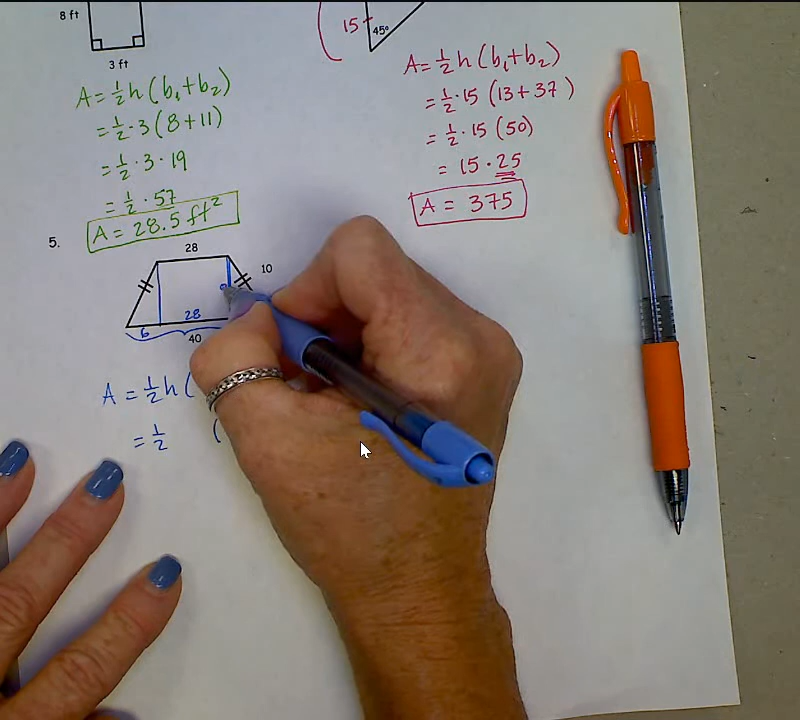 8 ft
3 ft
A = ½h (b₁+b₂)
= ½·3 (8+11)
= ½·3·19
= ½·57
A = 28.5 ft²
15
45°
A = ½h (b₁+b₂)
= ½·15 (13+37)
= ½·15 (50)
= 15·25
A = 375
5.
28
10
28
6
40
A = ½h (
= ½ (